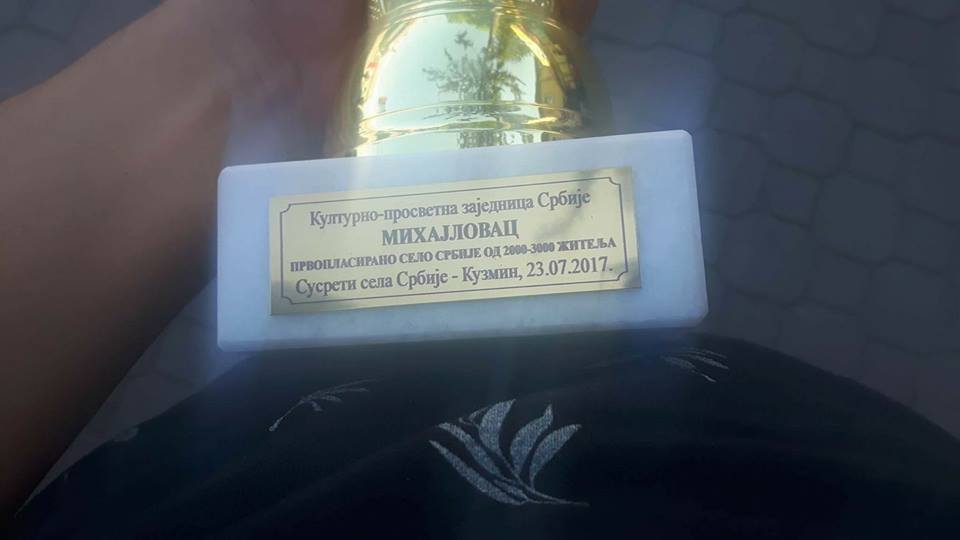 Културно-просветна заједница Србије
МИХАЈЛОВАЦ
ПРВОПЛАСИРАНО СЕЛО СРБИЈЕ ОД 2000-3000 ЖИТЕЉА
Сусрети села Србије - Кузмин, 23.07.2017.